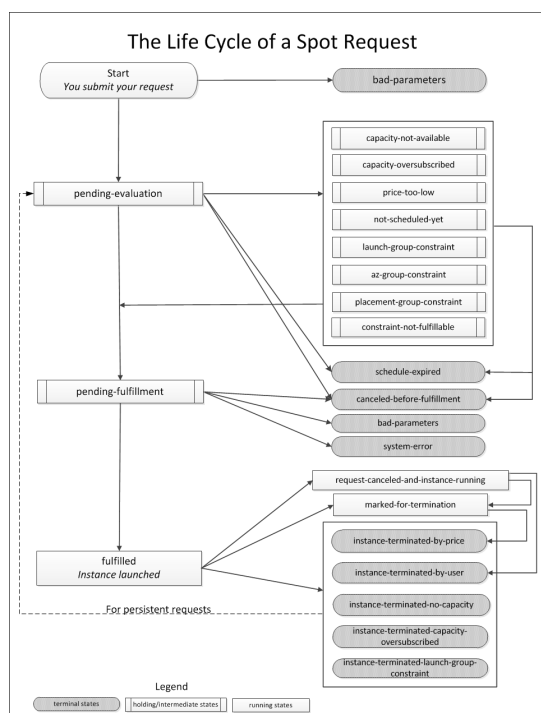 The Life Cycle of a Spot Request
Start
You submit your request
bad-parameters
capacity-not-available
capacity-oversubscribed
price-too-low
not-scheduled-yet
launch-group-constraint
az-group-constraint
placement-group-constraint
constraint-not-fulfillable
pending-evaluation
schedule-expired
canceled-before-fulfillment
bad-parameters
system-error
pending-fulfillment
request-canceled-and-instance-running
marked-for-termination
instance-terminated-by-price
instance-terminated-by-user
instance-terminated-no-capacity
instance-terminated-capacity-
oversubscribed
instance-terminated-launch-group-
constraint
fulfilled
Instance launched
For persistent requests
Legend
terminal states
holding/intermediate states
running states